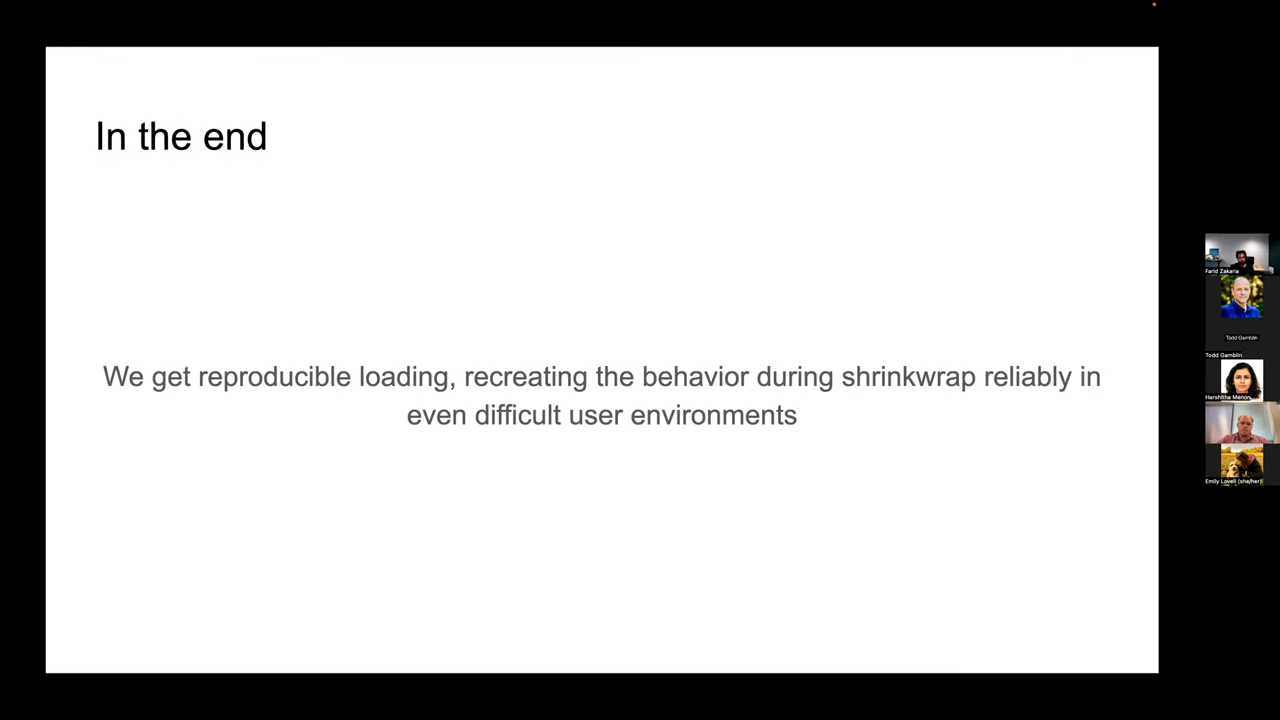 In the end
We get reproducible loading, recreating the behavior during shrinkwrap reliably in
even difficult user environments
Farid Zakaria
Todd Gamblin
Todd Gamblin
Harshitha Menon
Emily Lovell (she/her)